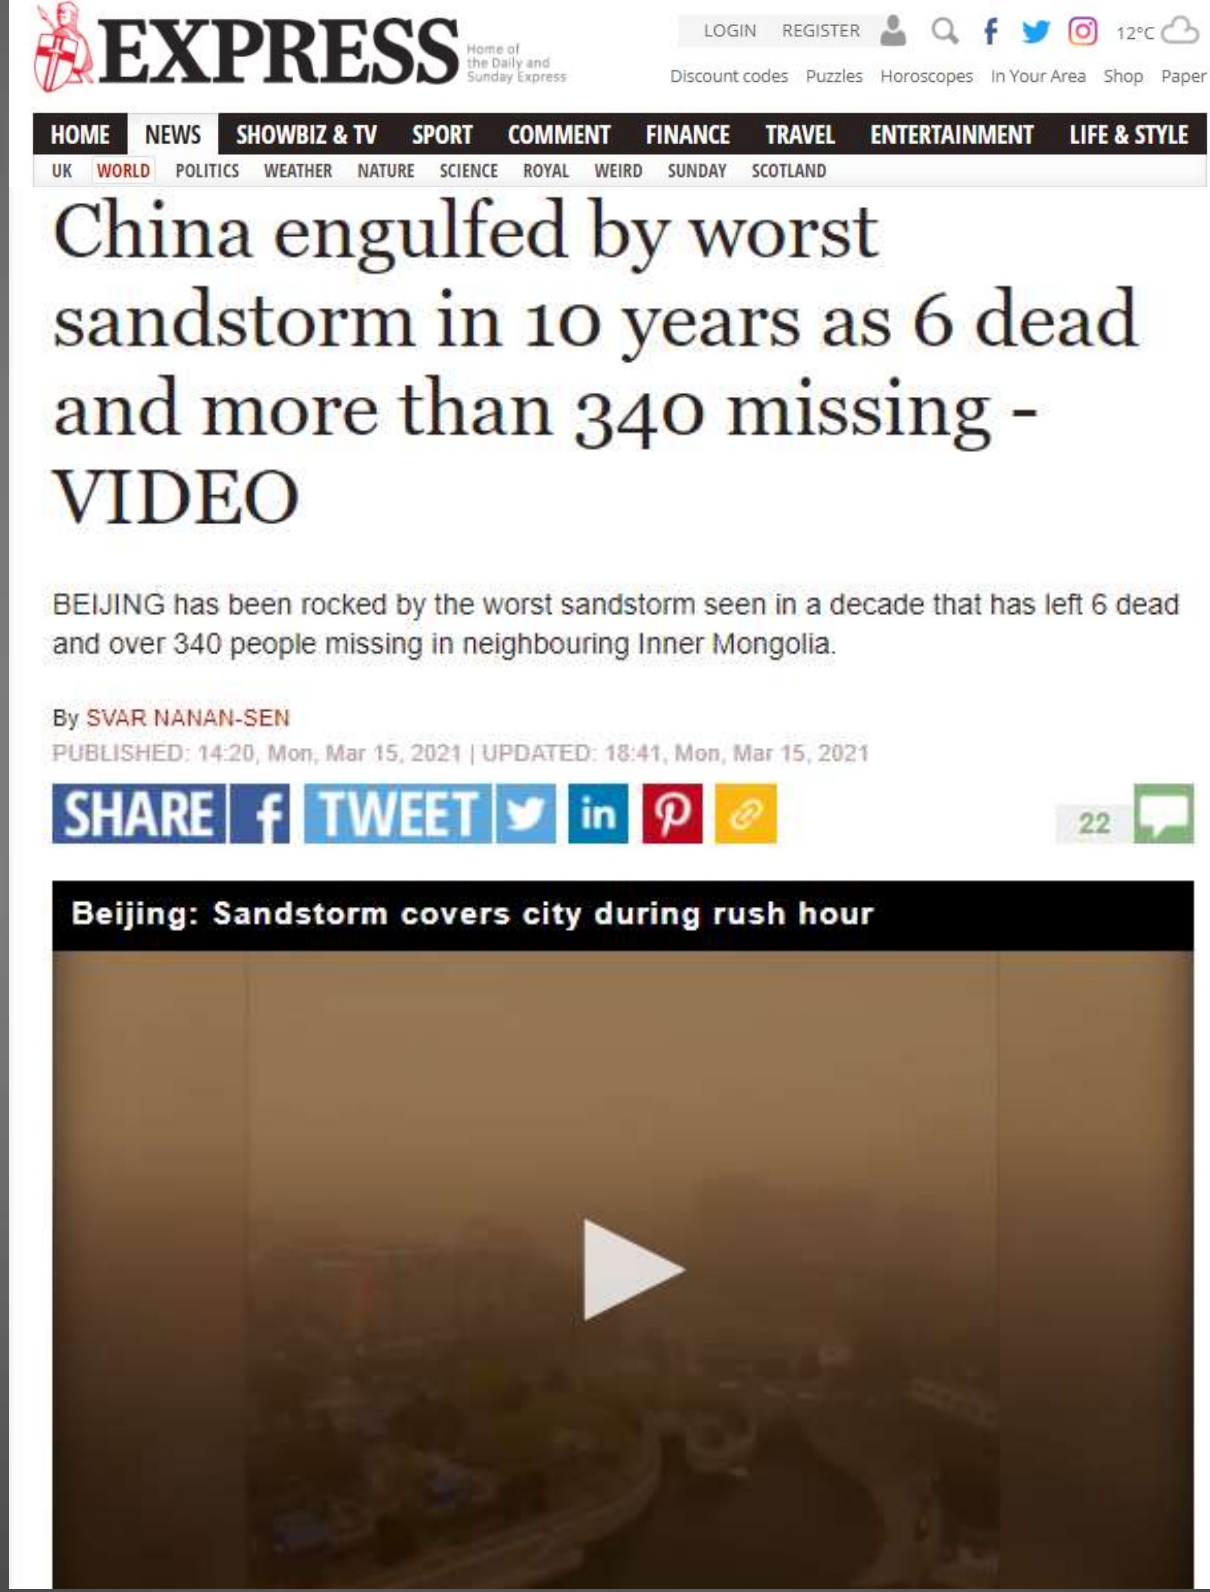 EXPRESS
Home of
the Daily and
Sunday Express
LOGIN REGISTER 12°C
Discount codes Puzzles Horoscopes In Your Area Shop Paper
HOME NEWS SHOWBIZ & TV SPORT COMMENT FINANCE TRAVEL ENTERTAINMENT LIFE & STYLE
UK WORLD POLITICS WEATHER NATURE SCIENCE ROYAL WEIRD SUNDAY SCOTLAND
China engulfed by worst
sandstorm in 10 years as 6 dead
and more than 340 missing -
VIDEO
BEIJING has been rocked by the worst sandstorm seen in a decade that has left 6 dead
and over 340 people missing in neighbouring Inner Mongolia.
By SVAR NANAN-SEN
PUBLISHED: 14:20, Mon, Mar 15, 2021 | UPDATED: 18:41, Mon, Mar 15, 2021
SHARE f TWEET in 22
Beijing: Sandstorm covers city during rush hour